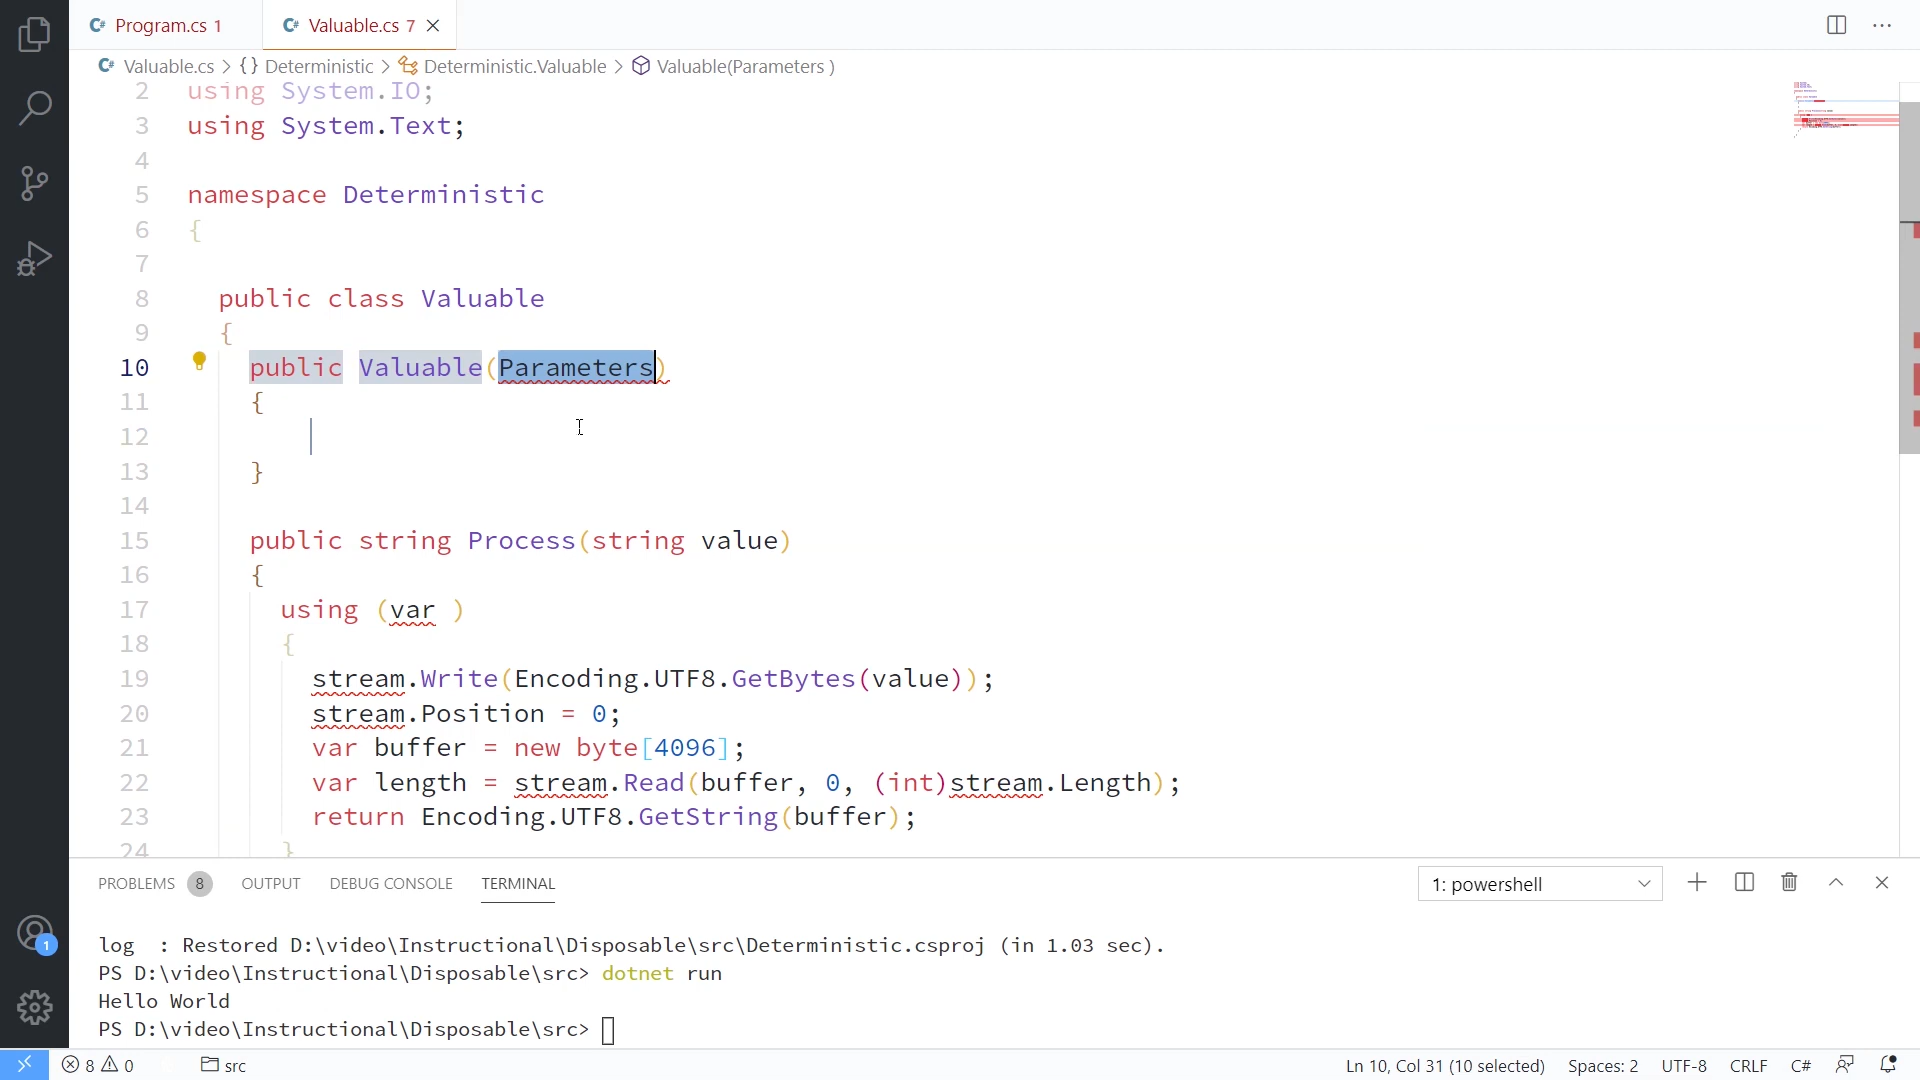 Program.cs 1
Valuable.cs 7
Valuable.cs > {} Deterministic > Deterministic.Valuable > Valuable(Parameters )
2 using System.IO;
3 using System.Text;
4
5 namespace Deterministic
6 {
7
8 public class Valuable
9 {
10 public Valuable(Parameters)
11 {
12
13 }
14
15 public string Process(string value)
16 {
17 using (var )
18 {
19 stream.Write(Encoding.UTF8.GetBytes(value));
20 stream.Position = 0;
21 var buffer = new byte[4096];
22 var length = stream.Read(buffer, 0, (int)stream.Length);
23 return Encoding.UTF8.GetString(buffer);
24 }
PROBLEMS 8 OUTPUT DEBUG CONSOLE TERMINAL 1: powershell
log : Restored D:\video\Instructional\Disposable\src\Deterministic.csproj (in 1.03 sec).
PS D:\video\Instructional\Disposable\src> dotnet run
Hello World
PS D:\video\Instructional\Disposable\src>
1
8 0 src Ln 10, Col 31 (10 selected) Spaces: 2 UTF-8 CRLF C#